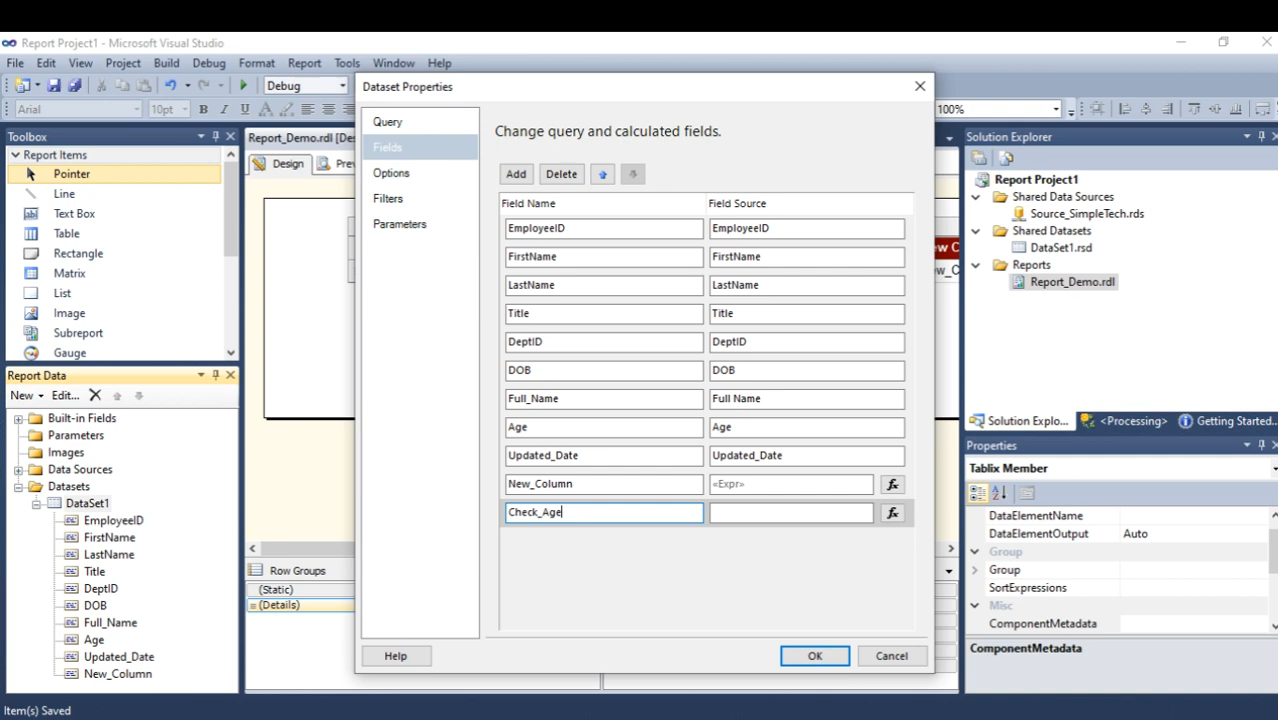 Report Project1 - Microsoft Visual Studio
File Edit View Project Build Debug Format Report Tools Window Help
Debug
Arial 10pt B I U A 100%
Toolbox
Report Items
Pointer
Line
Text Box
Table
Rectangle
Matrix
List
Image
Subreport
Gauge
Report Data
New Edit...
Built-in Fields
Parameters
Images
Data Sources
Datasets
DataSet1
EmployeeID
FirstName
LastName
Title
DeptID
DOB
Full_Name
Age
Updated_Date
New_Column
Item(s) Saved
Report_Demo.rdl [De
Design Prev
Row Groups
(Static)
(Details)
Dataset Properties
Query
Fields
Options
Filters
Parameters
Change query and calculated fields.
Add Delete
Field Name Field Source
EmployeeID EmployeeID
FirstName FirstName
LastName LastName
Title Title
DeptID DeptID
DOB DOB
Full_Name Full Name
Age Age
Updated_Date Updated_Date
New_Column «Expr» fx
Check_Age fx
Help OK Cancel
ew C
ew_C
Solution Explorer
Report Project1
Shared Data Sources
Source_SimpleTech.rds
Shared Datasets
DataSet1.rsd
Reports
Report_Demo.rdl
Solution Explo... <Processing> Getting Started..
Properties
Tablix Member
DataElementName
DataElementOutput Auto
Group
Group
SortExpressions
Misc
ComponentMetadata
ComponentMetadata